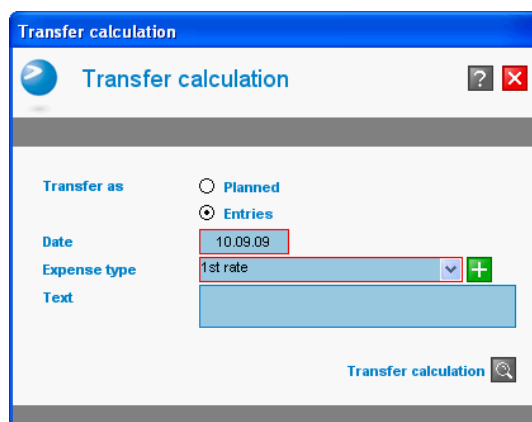 Transfer calculation
Transfer calculation
?
Transfer as
Planned
Entries
Date 10.09.09
Expense type 1st rate
Text
Transfer calculation